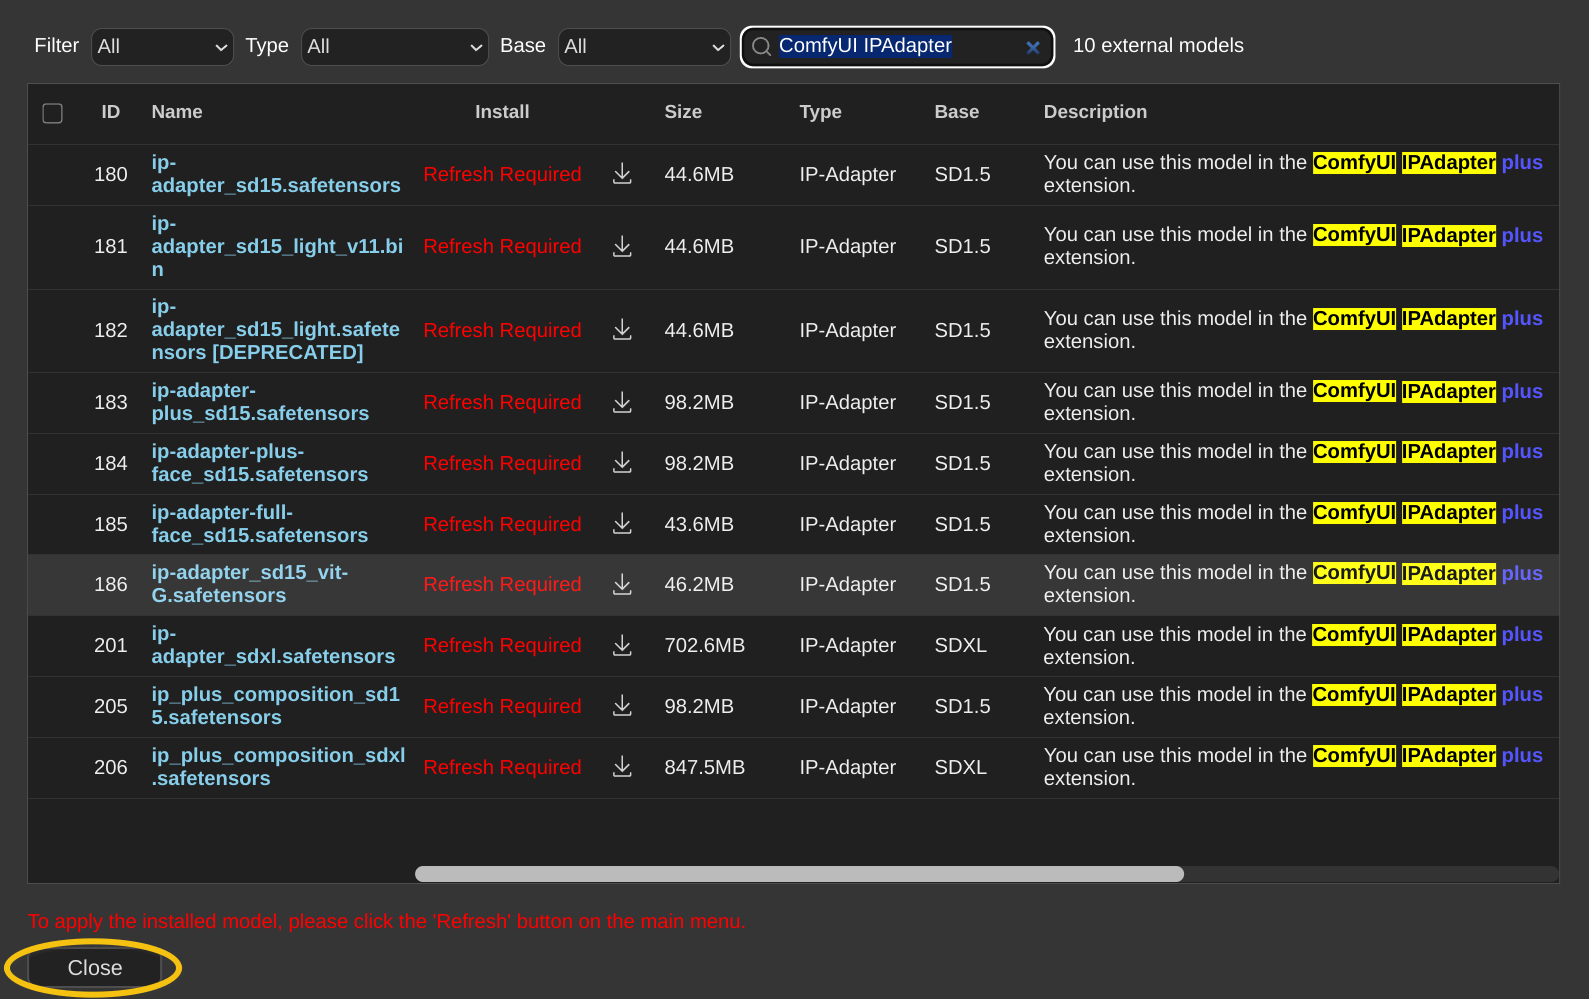 Filter All Type All Base All ComfyUI IPAdapter 10 external models
ID Name Install Size Type Base Description
180 ip-adapter_sd15.safetensors Refresh Required 44.6MB IP-Adapter SD1.5 You can use this model in the ComfyUI IPAdapter plus extension.
181 ip-adapter_sd15_light_v11.bin Refresh Required 44.6MB IP-Adapter SD1.5 You can use this model in the ComfyUI IPAdapter plus extension.
182 ip-adapter_sd15_light.safetensors [DEPRECATED] Refresh Required 44.6MB IP-Adapter SD1.5 You can use this model in the ComfyUI IPAdapter plus extension.
183 ip-adapter-plus_sd15.safetensors Refresh Required 98.2MB IP-Adapter SD1.5 You can use this model in the ComfyUI IPAdapter plus extension.
184 ip-adapter-plus-face_sd15.safetensors Refresh Required 98.2MB IP-Adapter SD1.5 You can use this model in the ComfyUI IPAdapter plus extension.
185 ip-adapter-full-face_sd15.safetensors Refresh Required 43.6MB IP-Adapter SD1.5 You can use this model in the ComfyUI IPAdapter plus extension.
186 ip-adapter_sd15_vit-G.safetensors Refresh Required 46.2MB IP-Adapter SD1.5 You can use this model in the ComfyUI IPAdapter plus extension.
201 ip-adapter_sdxl.safetensors Refresh Required 702.6MB IP-Adapter SDXL You can use this model in the ComfyUI IPAdapter plus extension.
205 ip_plus_composition_sd15.safetensors Refresh Required 98.2MB IP-Adapter SD1.5 You can use this model in the ComfyUI IPAdapter plus extension.
206 ip_plus_composition_sdxl.safetensors Refresh Required 847.5MB IP-Adapter SDXL You can use this model in the ComfyUI IPAdapter plus extension.
To apply the installed model, please click the 'Refresh' button on the main menu.
Close